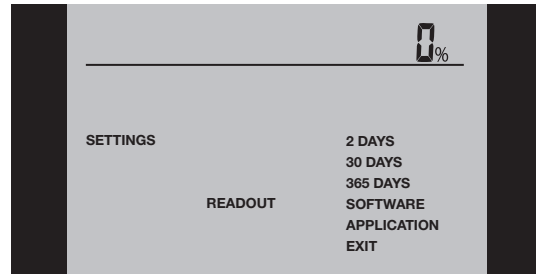 0%
SETTINGS 2 DAYS
30 DAYS
365 DAYS
READOUT SOFTWARE
APPLICATION
EXIT